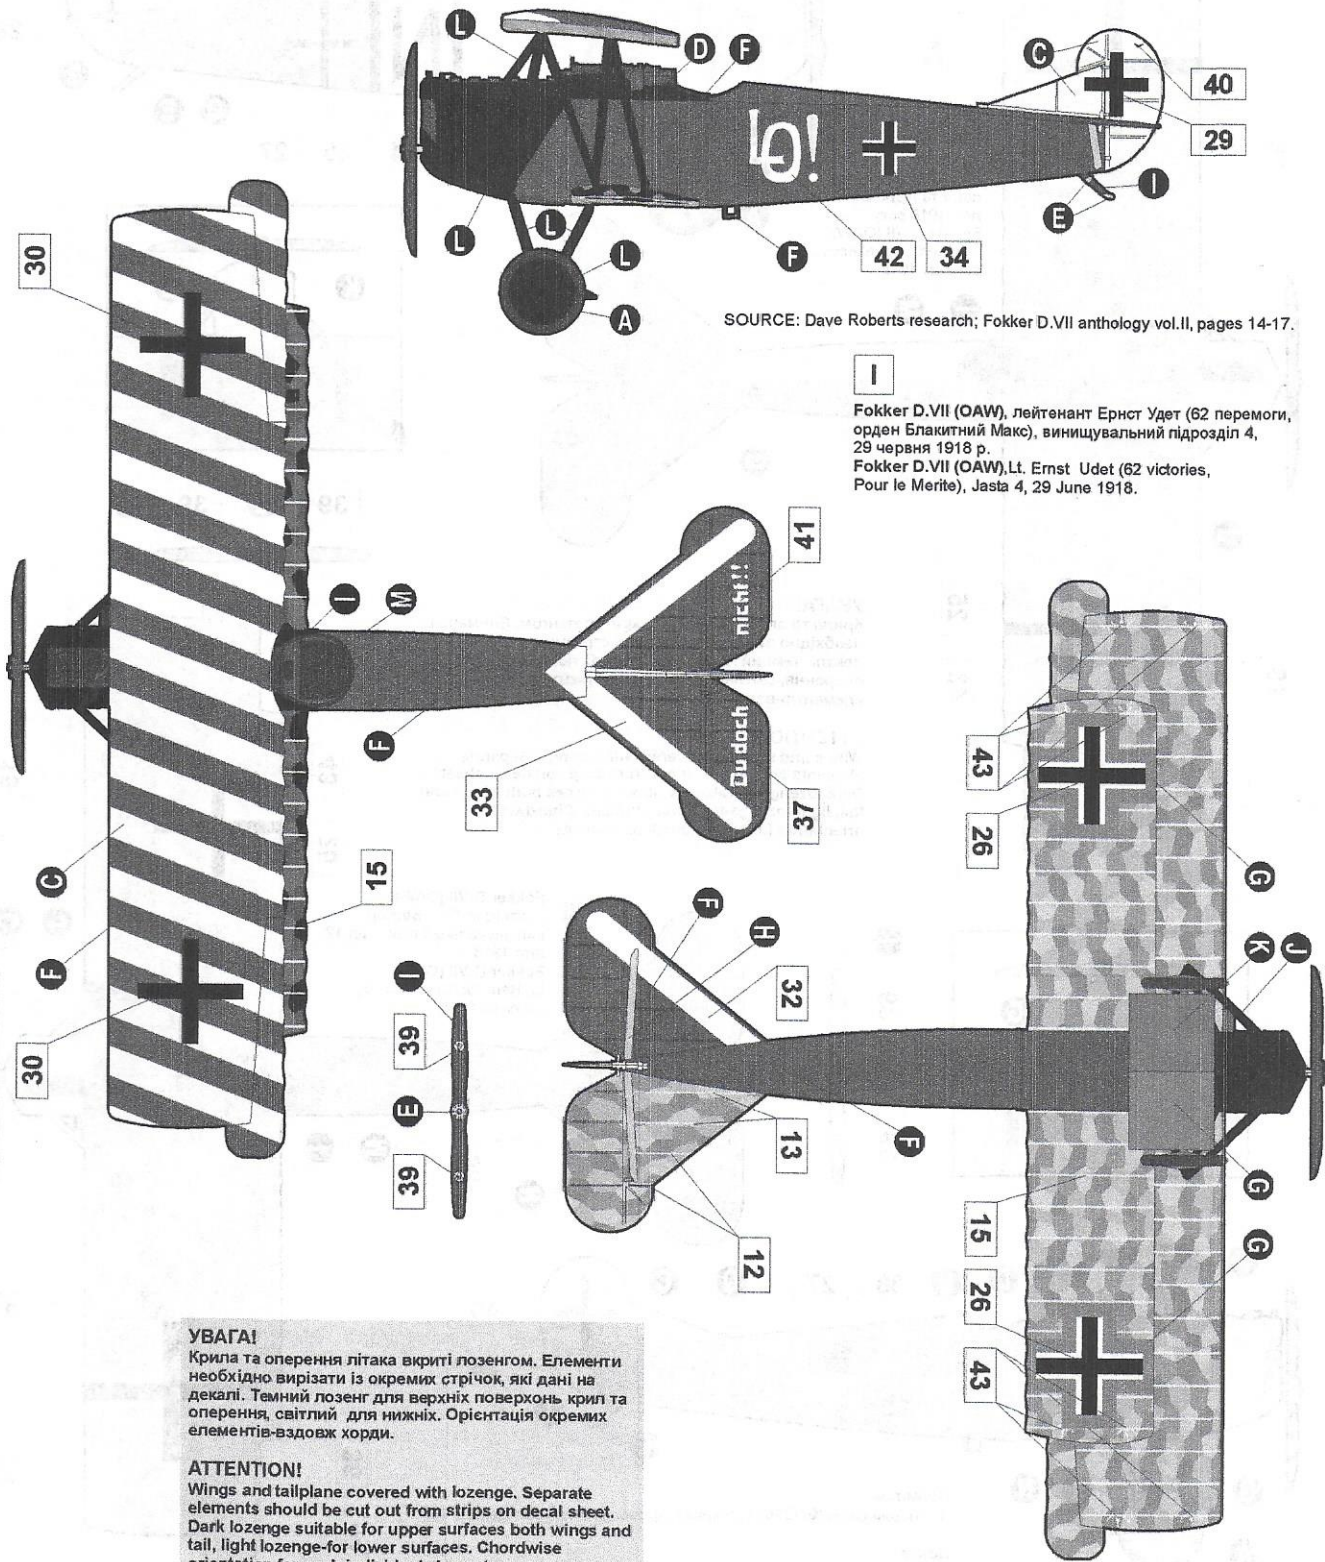 L
D
F
C
40
29
I
E
LO!
L
L
L
A
F
42
34
SOURCE: Dave Roberts research; Fokker D.VII anthology vol.II, pages 14-17.
I
Fokker D.VII (OAW), лейтенант Ернст Удет (62 перемоги,
орден Блакитний Макс), винищувальний підрозділ 4,
29 червня 1918 р.
Fokker D.VII (OAW),Lt. Ernst Udet (62 victories,
Pour le Merite), Jasta 4, 29 June 1918.
30
I
M
F
C
F
15
30
33
41
37
Du doch nicht!!
I
39
E
39
F
H
32
13
F
12
43
26
G
K
J
G
G
15
26
43
УВАГА!
Крила та оперення літака вкриті лозенгом. Елементи
необхідно вирізати із окремих стрічок, які дані на
декалі. Темний лозенг для верхніх поверхонь крил та
оперення, світлий для нижніх. Орієнтація окремих
елементів-вздовж хорди.
ATTENTION!
Wings and tailplane covered with lozenge. Separate
elements should be cut out from strips on decal sheet.
Dark lozenge suitable for upper surfaces both wings and
tail, light lozenge-for lower surfaces. Chordwise